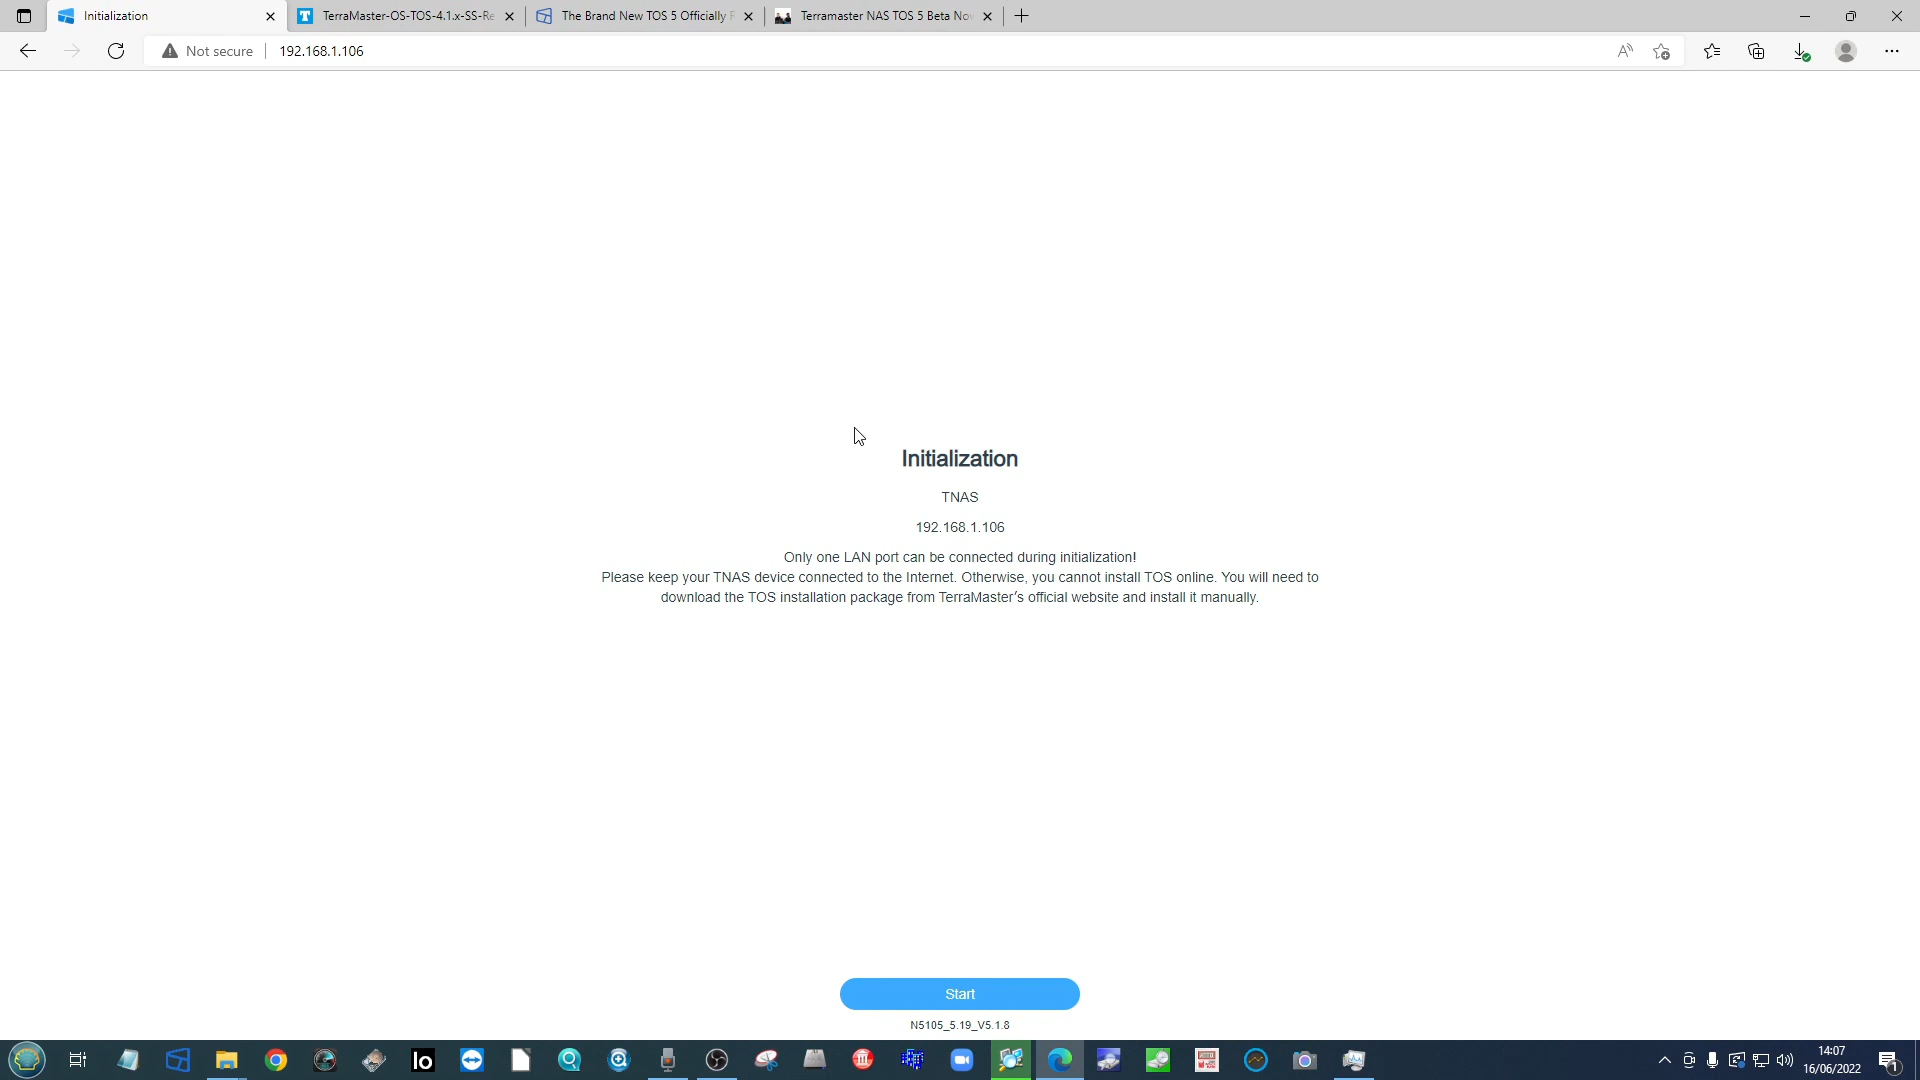 Initialization
TerraMaster-OS-TOS-4.1.x-SS-Re
The Brand New TOS 5 Officially R
Terramaster NAS TOS 5 Beta Now
Not secure
192.168.1.106
Initialization
TNAS
192.168.1.106
Only one LAN port can be connected during initialization!
Please keep your TNAS device connected to the Internet. Otherwise, you cannot install TOS online. You will need to
download the TOS installation package from TerraMaster's official website and install it manually.
Start
N5105_5.19_V5.1.8
Io
14:07
16/06/2022
1